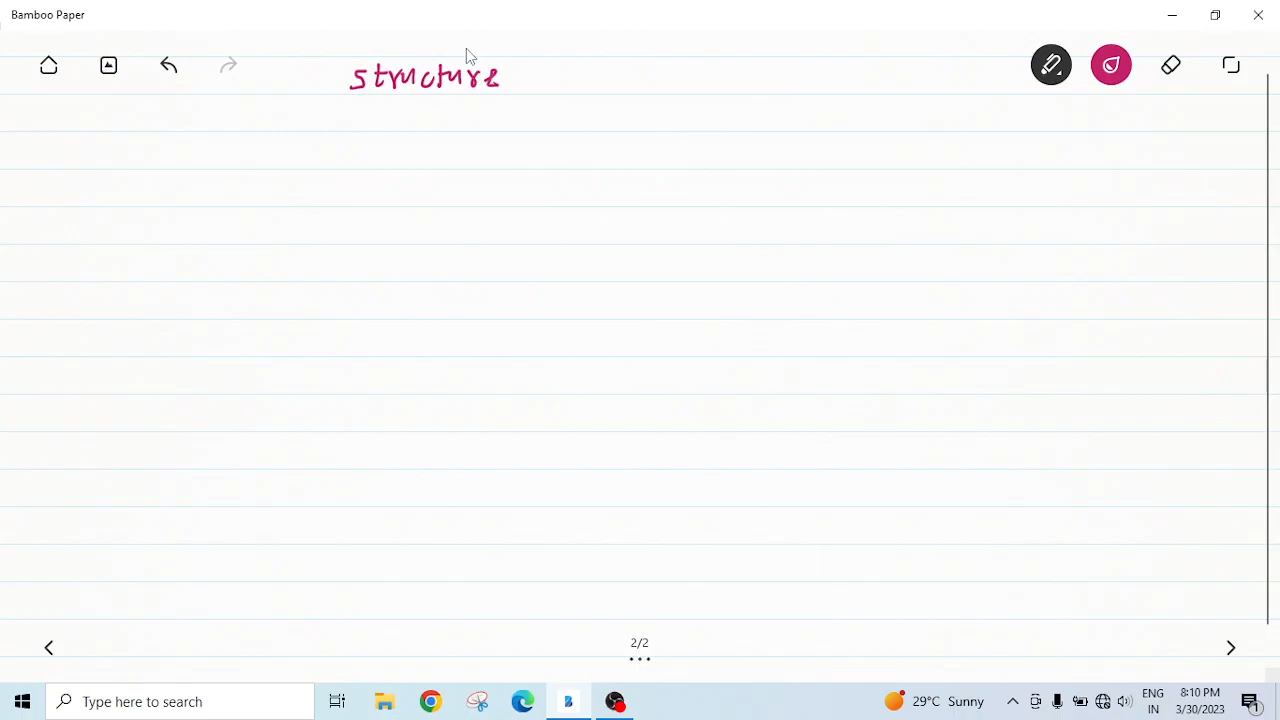 Bamboo Paper
structure
2/2
Type here to search
29°C Sunny
ENG
IN
8:10 PM
3/30/2023
1